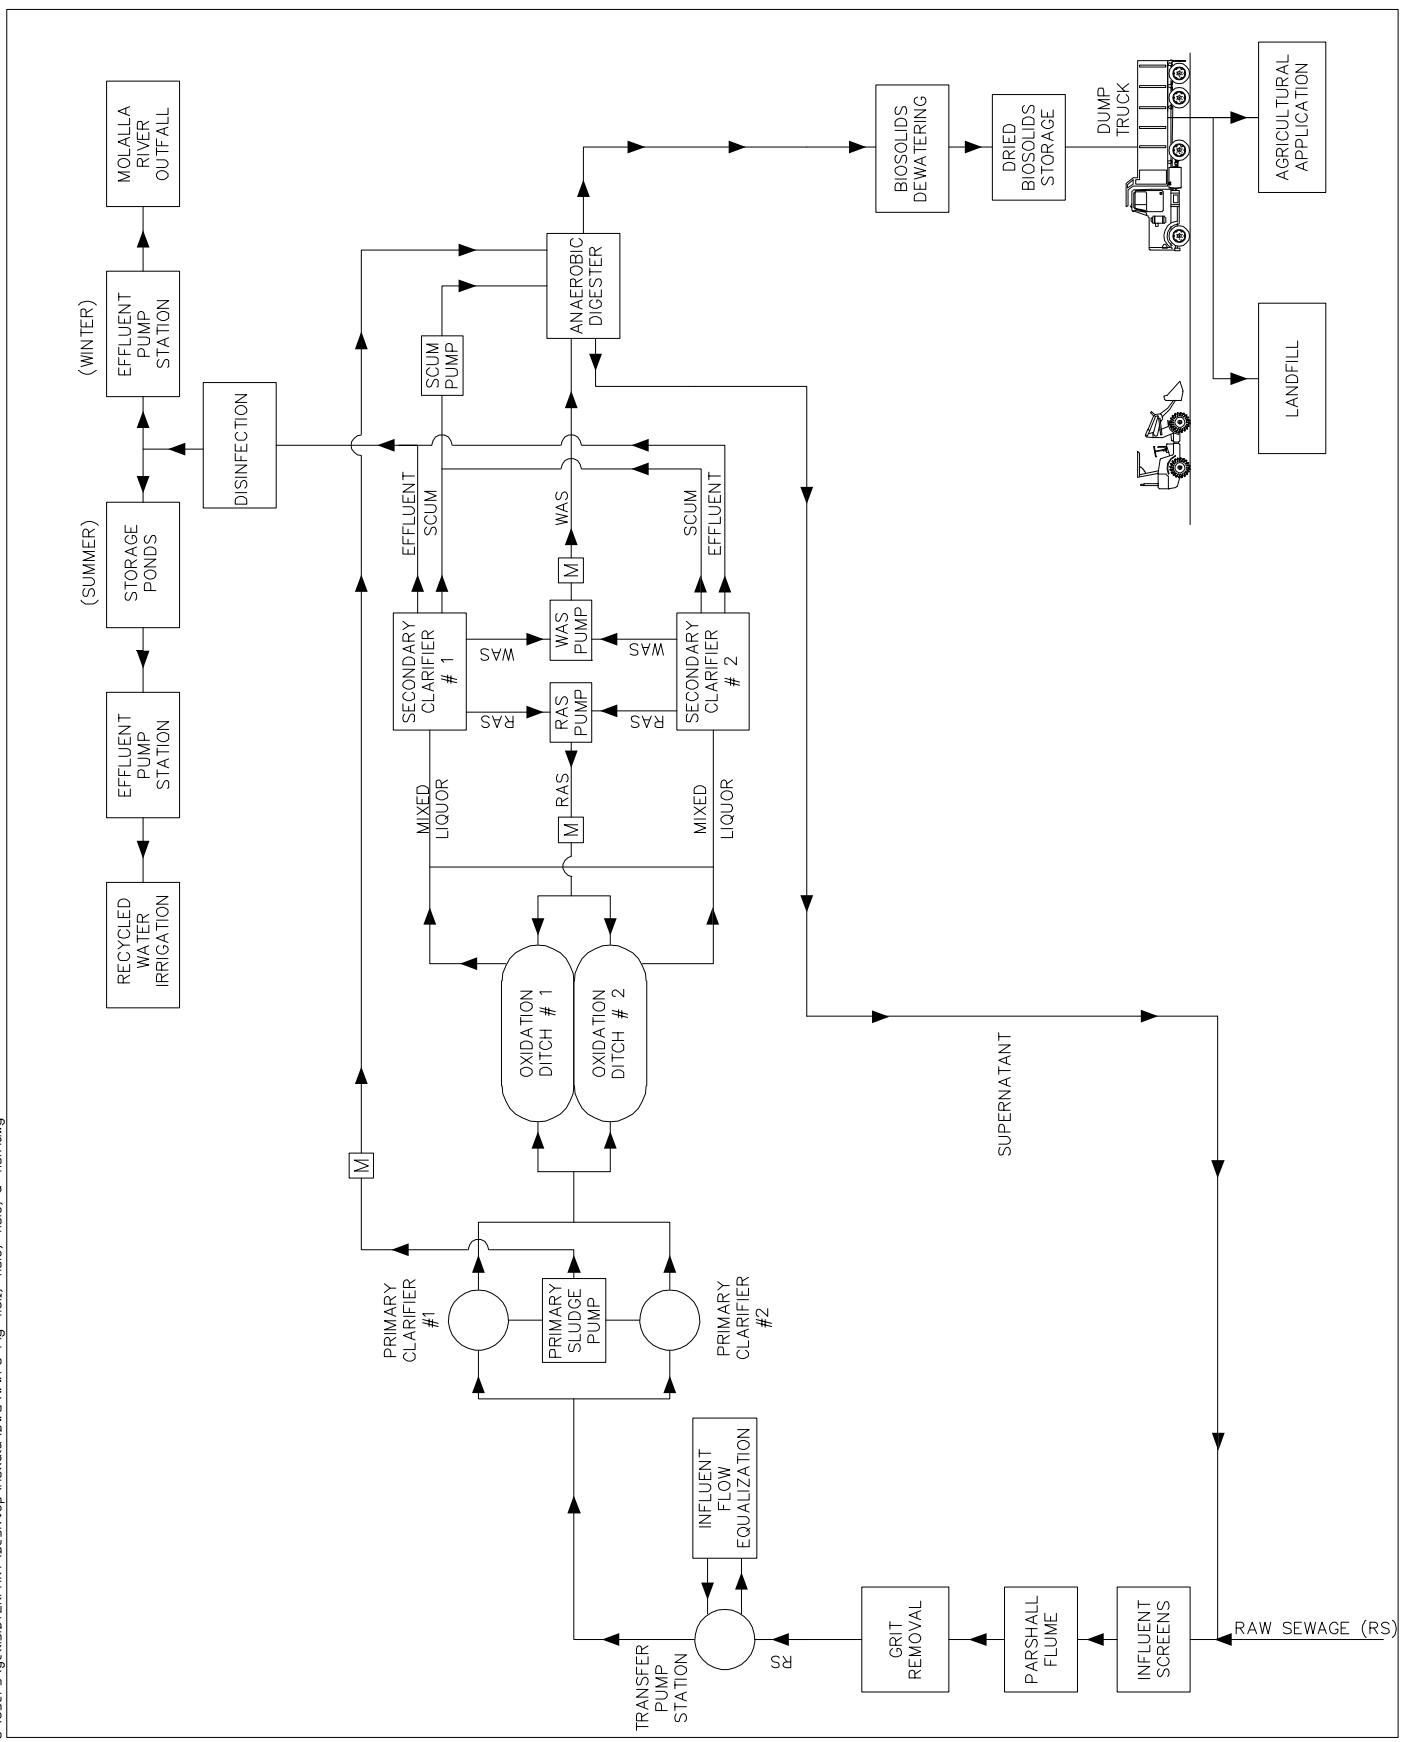 RAW SEWAGE (RS)
INFLUENT
SCREENS
PARSHALL
FLUME
GRIT
REMOVAL
RS
TRANSFER
PUMP
STATION
INFLUENT
FLOW
EQUALIZATION
PRIMARY
CLARIFIER
#1
PRIMARY
SLUDGE
PUMP
PRIMARY
CLARIFIER
#2
M
OXIDATION
DITCH # 1
OXIDATION
DITCH # 2
SUPERNATANT
MIXED
LIQUOR
M
RAS
MIXED
LIQUOR
SECONDARY
CLARIFIER
# 1
RAS
RAS
PUMP
RAS
WAS
WAS
PUMP
WAS
SECONDARY
CLARIFIER
# 2
EFFLUENT
SCUM
M
WAS
SCUM
EFFLUENT
SCUM
PUMP
ANAEROBIC
DIGESTER
DISINFECTION
(SUMMER)
STORAGE
PONDS
EFFLUENT
PUMP
STATION
RECYCLED
WATER
IRRIGATION
(WINTER)
EFFLUENT
PUMP
STATION
MOLALLA
RIVER
OUTFALL
BIOSOLIDS
DEWATERING
DRIED
BIOSOLIDS
STORAGE
DUMP
TRUCK
AGRICULTURAL
APPLICATION
LANDFILL